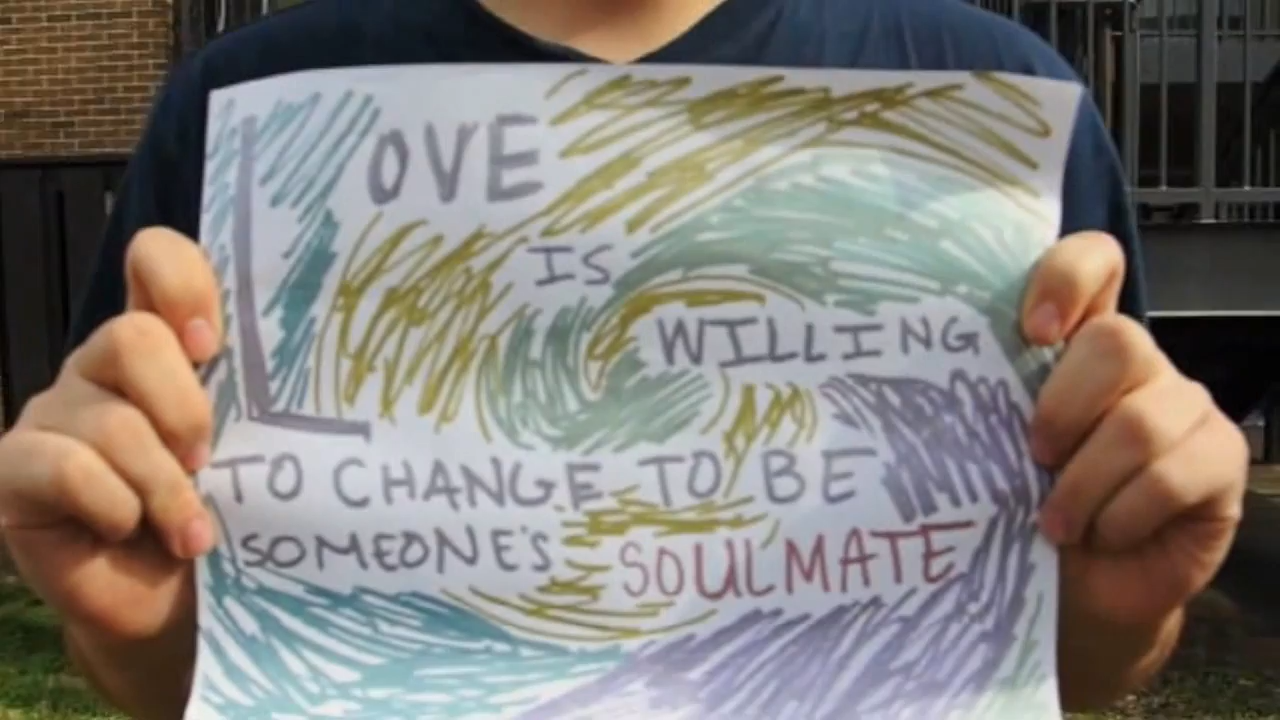 LOVE
IS
WILLING
TO CHANGE TO BE
SOMEONE'S SOULMATE